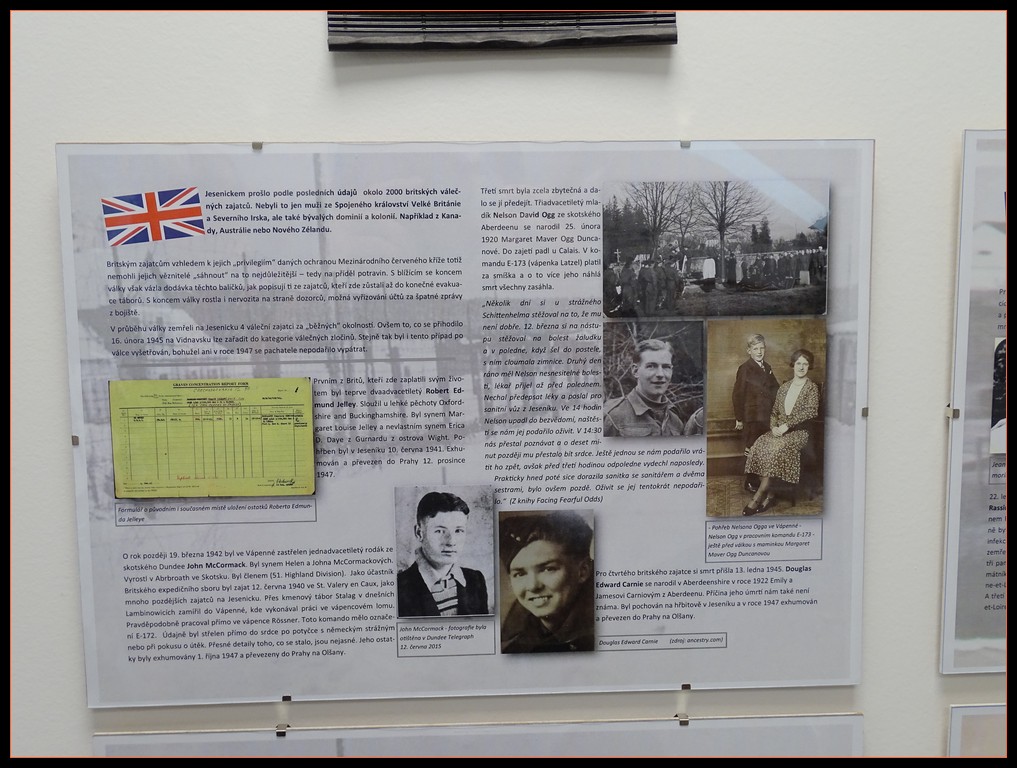 Jesenickem prošlo podle posledních údajů okolo 2000 britských váleč-
ných zajatců. Nebyli to jen muži ze Spojeného království Velké Británie
a Severního Irska, ale také bývalých dominií a kolonií. Například z Kana-
dy, Austrálie nebo Nového Zélandu.
Britským zajatcům vzhledem k jejich „privilegiím" daných ochranou Mezinárodního červeného kříže totiž
nemohli jejich věznitelé „sáhnout" na to nejdůležitější – tedy na příděl potravin. S blížícím se koncem
války však vázla dodávka těchto balíčků, jak popisují ti ze zajatců, kteří zde zůstali až do konečné evakua-
ce táborů. S koncem války rostla i nervozita na straně dozorců, možná vyřizování účtů za špatné zprávy
z bojiště.
V průběhu války zemřeli na Jesenicku 4 váleční zajatci za „běžných" okolností. Ovšem to, co se přihodilo
16. února 1945 na Vidnavsku lze zařadit do kategorie válečných zločinů. Stejně tak byl i tento případ po
válce vyšetřován, bohužel ani v roce 1947 se pachatele nepodařilo vypátrat.
GRAVES CONCENTRATION REPORT FORM
Prvním z Britů, kteří zde zaplatili svým živo-
tem byl teprve dvaadvacetiletý Robert Ed-
mund Jelley. Sloužil u lehké pěchoty Oxford-
shire and Buckinghamshire. Byl synem Mar-
garet Louise Jelley a nevlastním synem Erica
D. Daye z Gurnardu z ostrova Wight. Po-
hřben byl v Jeseníku 10. června 1941. Exhu-
mován a převezen do Prahy 12. prosince
1947.
Formulář o původním i současném místě uložení ostatků Roberta Edmun-
da Jelleye
O rok později 19. března 1942 byl ve Vápenné zastřelen jednadvacetiletý rodák ze
skotského Dundee John McCormack. Byl synem Helen a Johna McCormackových.
Vyrostl v Abrbroath ve Skotsku. Byl členem (51. Highland Division). Jako účastník
Britského expedičního sboru byl zajat 12. června 1940 ve St. Valery en Caux, jako
mnoho pozdějších zajatců na Jesenicku. Přes kmenový tábor Stalag v dnešních
Lambinowicích zamířil do Vápenné, kde vykonával práci ve vápencovém lomu.
Pravděpodobně pracoval přímo ve vápence Rössner. Toto komando mělo označe-
ní E-172. Údajně byl střelen přímo do srdce po potyčce s německým strážným
nebo při pokusu o útěk. Přesné detaily toho, co se stalo, jsou nejasné. Jeho ostat-
ky byly exhumovány 1. října 1947 a převezeny do Prahy na Olšany.
John McCormack - fotografie byla
otištěna v Dundee Telegraph
12. června 2015
Třetí smrt byla zcela zbytečná a da-
lo se jí předejít. Třiadvacetiletý mla-
dík Nelson David Ogg ze skotského
Aberdeenu se narodil 25. února
1920 Margaret Maver Ogg Dunca-
nové. Do zajetí padl u Calais. V ko-
mandu E-173 (vápenka Latzel) platil
za smíška a o to více jeho náhlá
smrt všechny zasáhla.
„Několik dní si u strážného
Schittenhelma stěžoval na to, že mu
není dobře. 12. března si na nástu-
pu stěžoval na bolest žaludku
a v poledne, když šel do postele,
s ním cloumala zimnice. Druhý den
ráno měl Nelson nesnesitelné boles-
ti, lékař přijel až před polednem.
Nechal předepsat léky a poslal pro
sanitní vůz z Jeseníku. Ve 14 hodin
Nelson upadl do bezvědomí, naštěs-
tí se nám jej podařilo oživit. V 14:30
nás přestal poznávat a o deset mi-
nut později mu přestalo bít srdce. Ještě jednou se nám podařilo vrá-
tit ho zpět, avšak před třetí hodinou odpoledne vydechl naposledy.
Prakticky hned poté sice dorazila sanitka se sanitářem a dvěma
sestrami, bylo ovšem pozdě. Oživit se jej tentokrát nepodaři-
lo." (Z knihy Facing Fearful Odds)
- Pohřeb Nelsona Ogga ve Vápenné -
Nelson Ogg v pracovním komandu E-173 -
ještě před válkou s maminkou Margaret
Maver Ogg Duncanovou
Pro čtvrtého britského zajatce si smrt přišla 13. ledna 1945. Douglas
Edward Carnie se narodil v Aberdeenshire v roce 1922 Emily a
Jamesovi Carniovým z Aberdeenu. Příčina jeho úmrtí nám také není
známa. Byl pochován na hřbitově v Jeseníku a v roce 1947 exhumován
a převezen do Prahy na Olšany.
Douglas Edward Carnie (zdroj: ancestry.com)